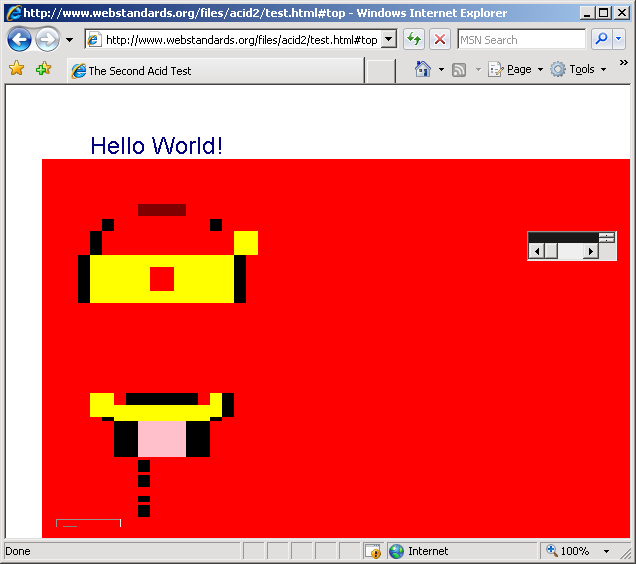 http://www.webstandards.org/files/acid2/test.html#top - Windows Internet Explorer
http://www.webstandards.org/files/acid2/test.html#top
MSN Search
The Second Acid Test
Page
Tools
Hello World!
Done
Internet
100%